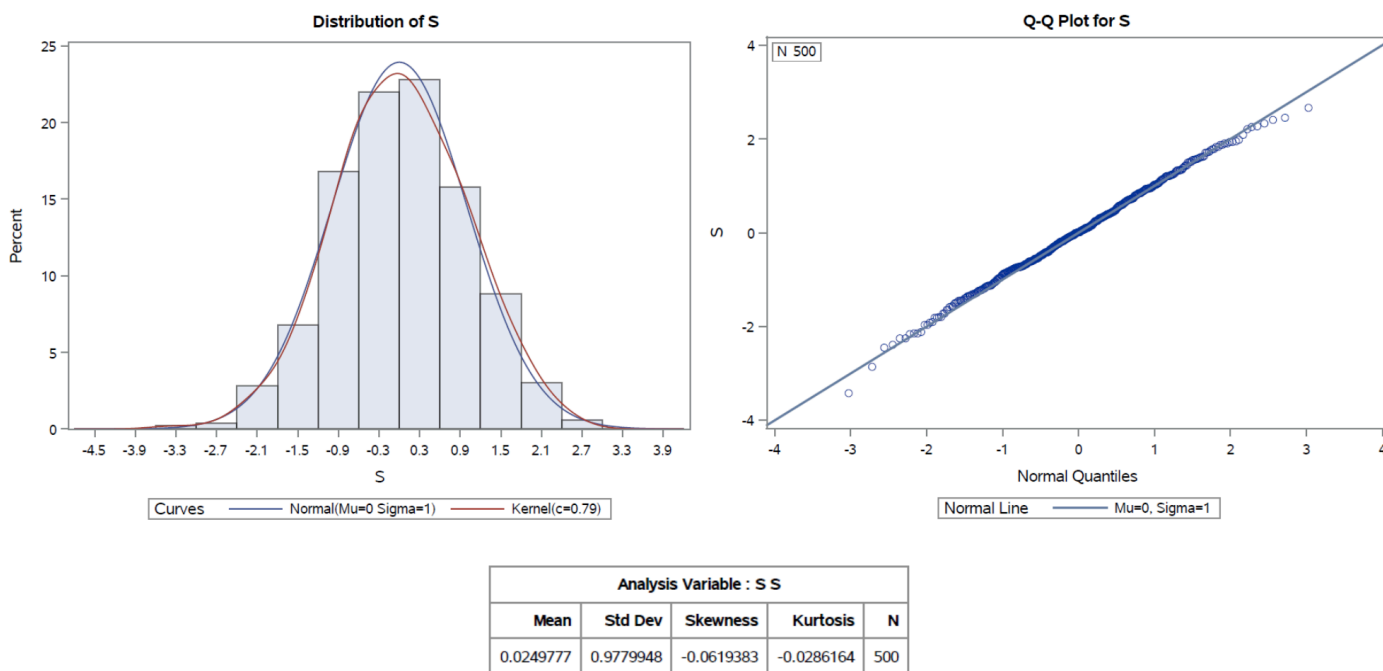 Distribution of S
25
20
15
10
5
0
Percent
-4.5 -3.9 -3.3 -2.7 -2.1 -1.5 -0.9 -0.3 0.3 0.9 1.5 2.1 2.7 3.3 3.9
S
Curves Normal(Mu=0 Sigma=1) Kernel(c=0.79)
Q-Q Plot for S
N 500
4
2
0
-2
-4
S
-3 -2 -1 0 1 2 3 4
Normal Quantiles
Normal Line Mu=0, Sigma=1
Analysis Variable : S S
Mean Std Dev Skewness Kurtosis N
0.0249777 0.9779948 -0.0619383 -0.0286164 500